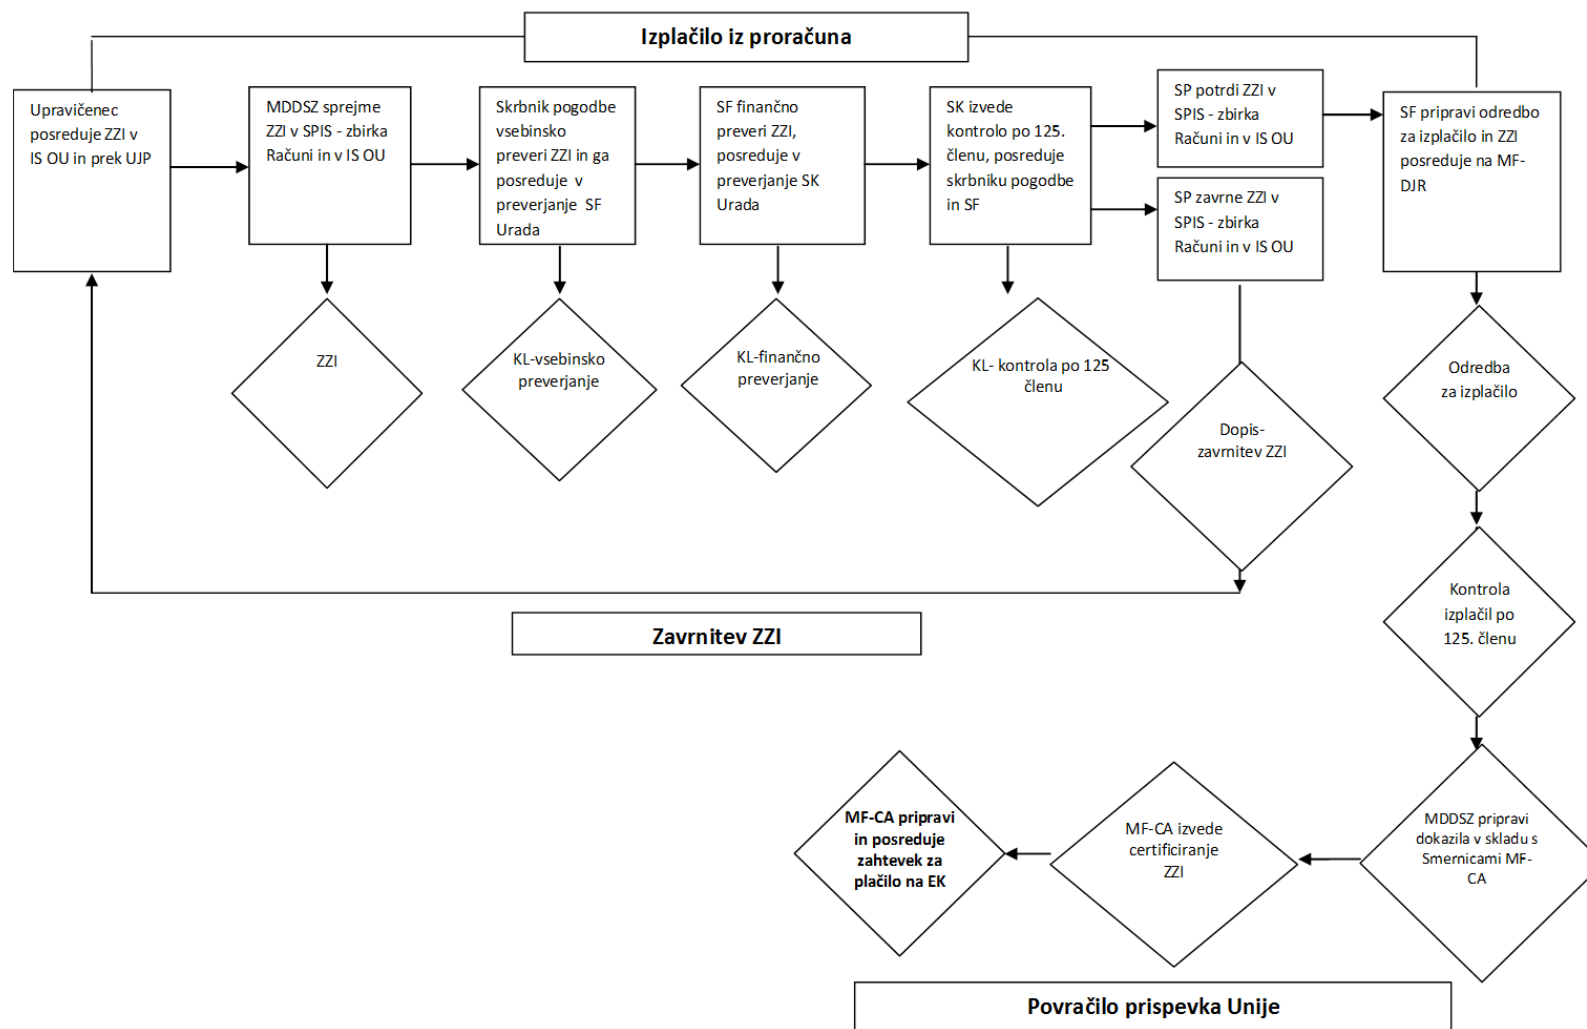 Izplačilo iz proračuna
Upravičenec
posreduje ZZI v
IS OU in prek UJP
MDDSZ sprejme
ZZI v SPIS - zbirka
Računi in v IS OU
Skrbnik pogodbe
vsebinsko
preveri ZZI in ga
posreduje v
preverjanje SF
Urada
SF finančno
preveri ZZI,
posreduje v
preverjanje SK
Urada
SK izvede
kontrolo po 125.
členu, posreduje
skrbniku pogodbe
in SF
SP potrdi ZZI v
SPIS - zbirka
Računi in v IS OU
SP zavrne ZZI v
SPIS - zbirka
Računi in v IS OU
SF pripravi odredbo
za izplačilo in ZZI
posreduje na MF-
DJR
ZZI
KL-vsebinsko
preverjanje
KL-finančno
preverjanje
KL- kontrola po 125
členu
Dopis-
zavrnitev ZZI
Odredba
za izplačilo
Zavrnitev ZZI
Kontrola
izplačil po
125. členu
MF-CA pripravi
in posreduje
zahtevek za
plačilo na EK
MF-CA izvede
certificiranje
ZZI
MDDSZ pripravi
dokazila v skladu s
Smernicami MF-
CA
Povračilo prispevka Unije